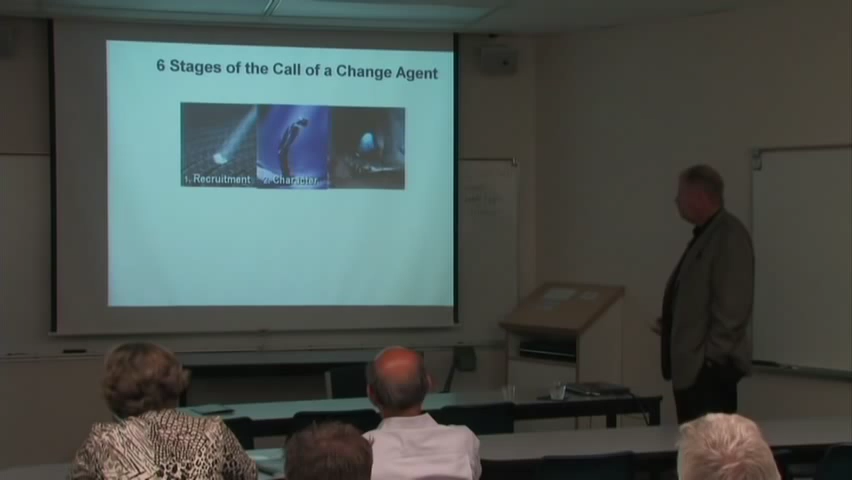 6 Stages of the Call of a Change Agent
1. Recruitment 2. Character